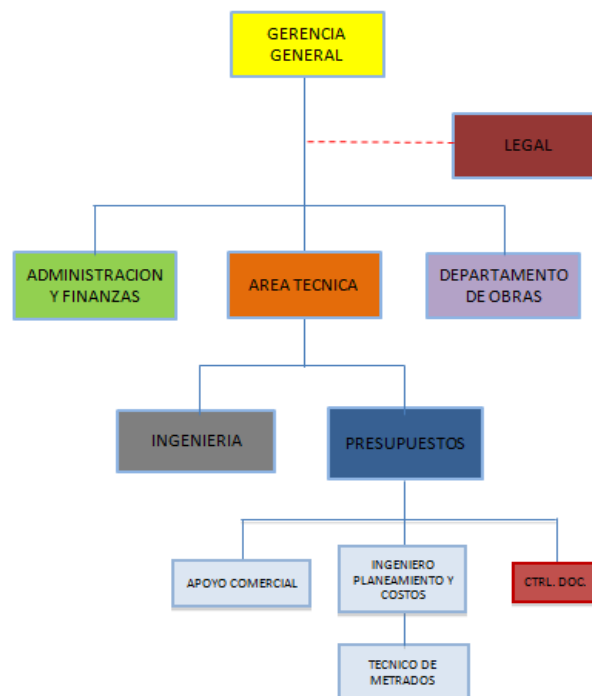 GERENCIA
GENERAL
LEGAL
ADMINISTRACION
Y FINANZAS
AREA TECNICA
DEPARTAMENTO
DE OBRAS
INGENIERIA
PRESUPUESTOS
APOYO COMERCIAL
INGENIERO
PLANEAMIENTO Y
COSTOS
CTRL. DOC.
TECNICO DE
METRADOS